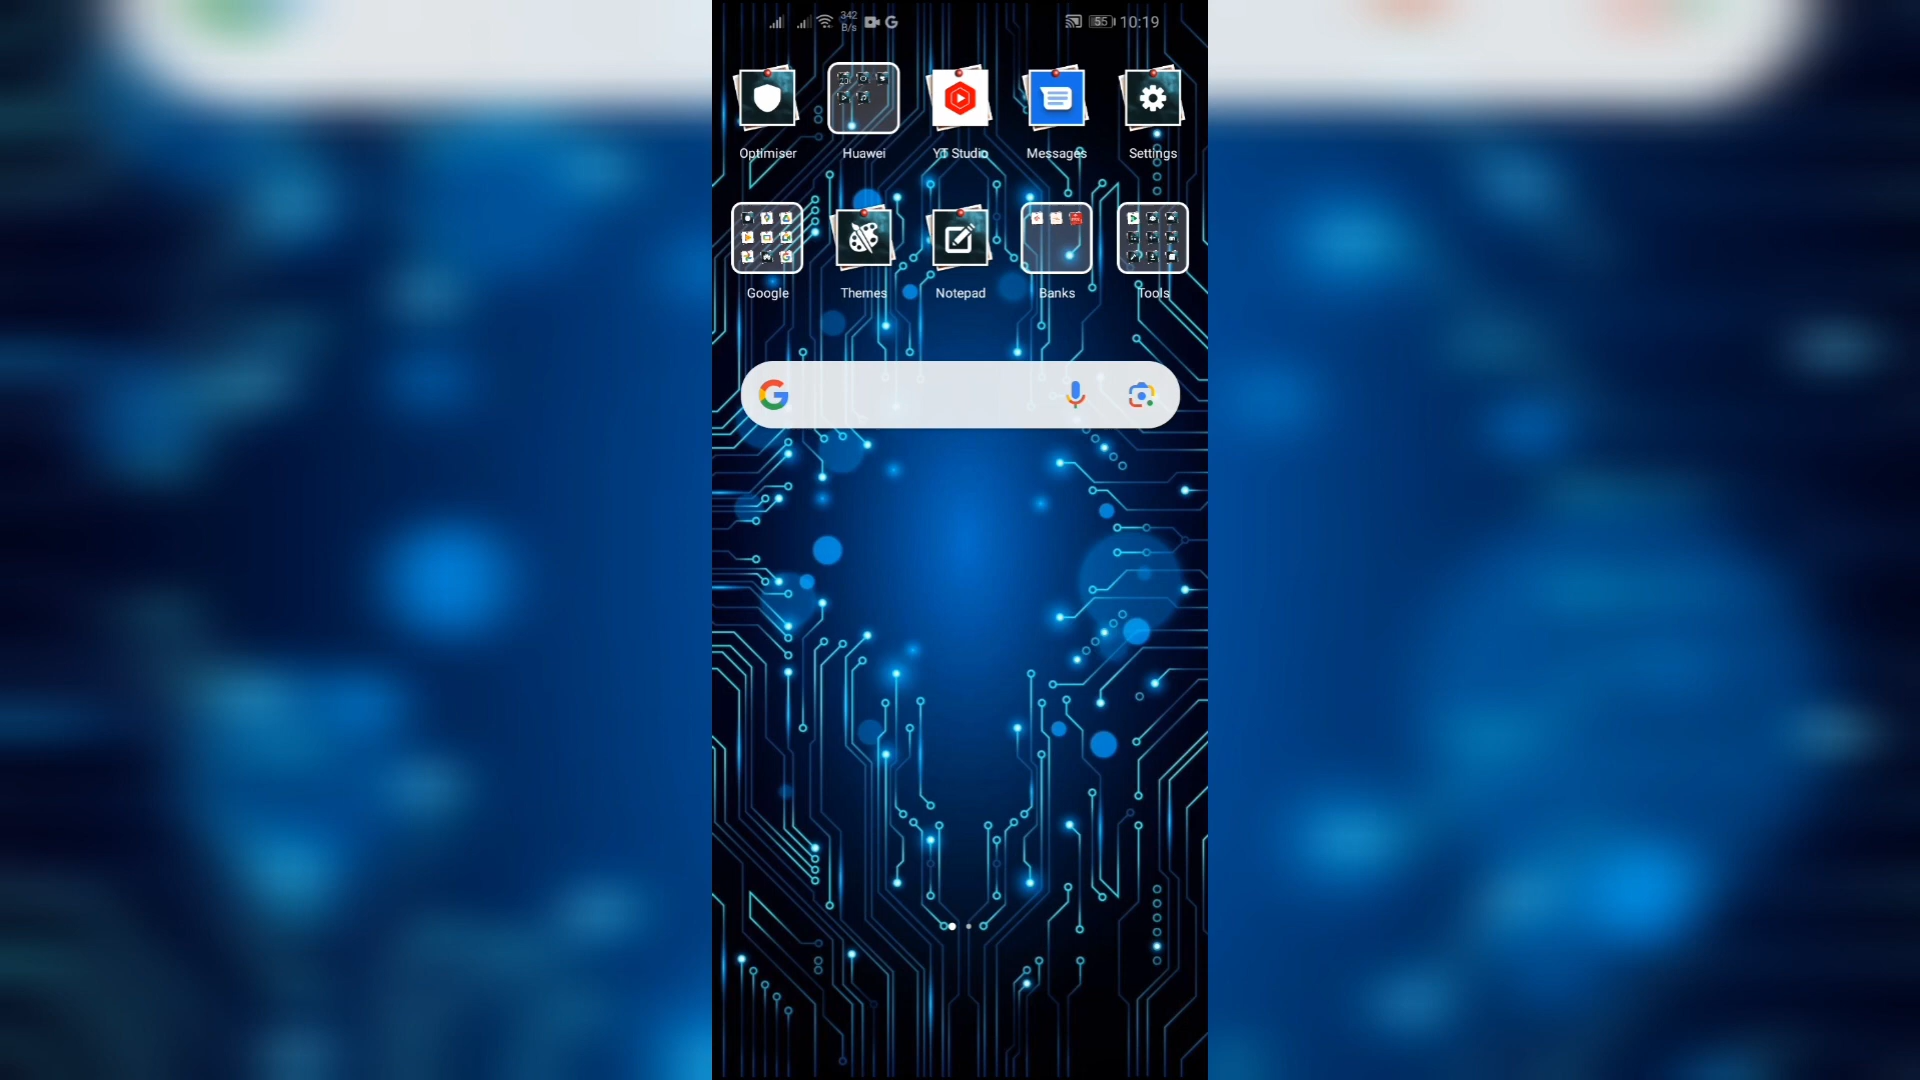 342
B/s
55
10:19
Optimiser
Huawei
YT Studio
Messages
Settings
Google
Themes
Notepad
Banks
Tools